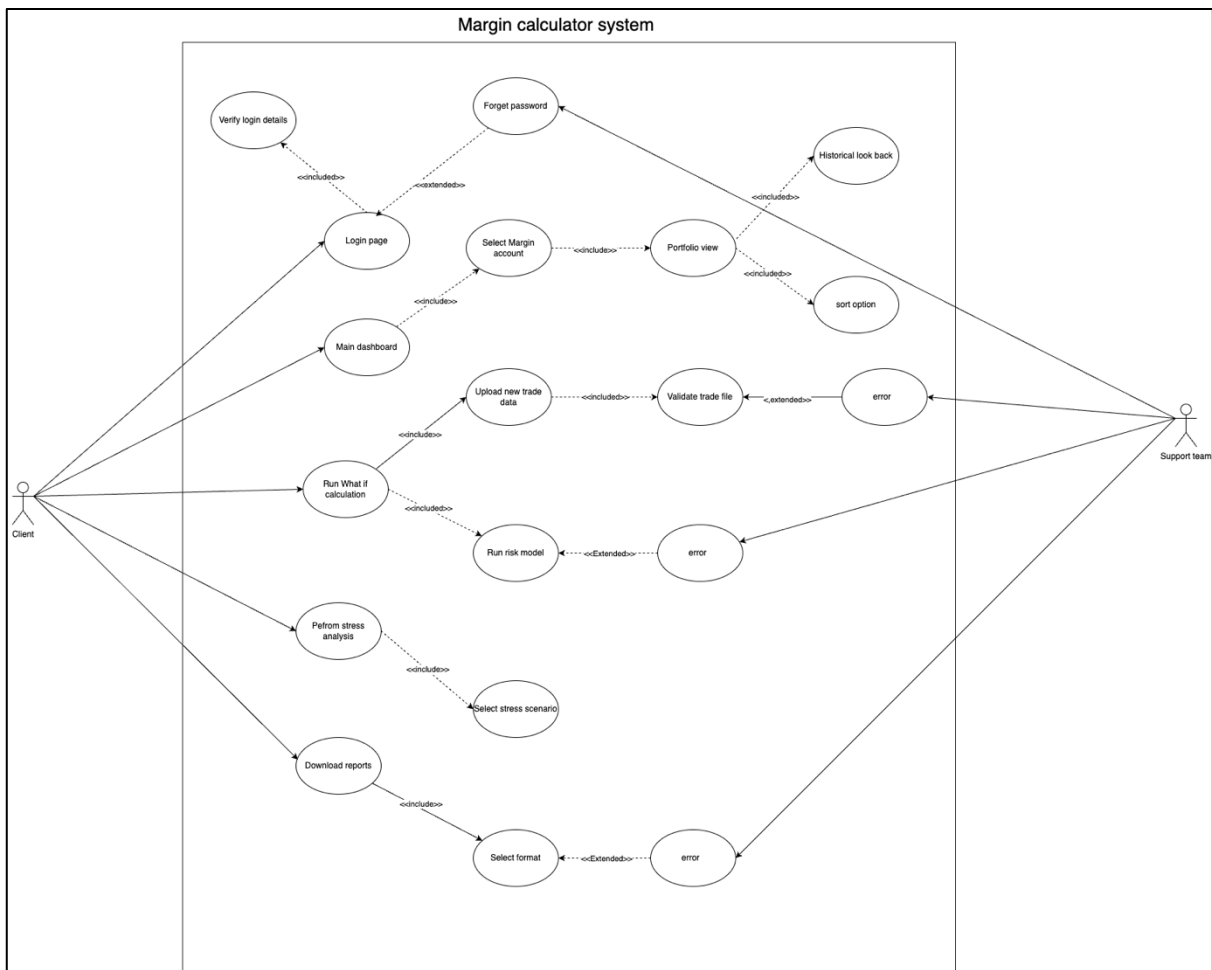 Margin calculator system
Forget password
Verify login details
Historical look back
<<included>>
<<extended>>
<<included>>
Login page
Select Margin
account
<<include>>
Portfolio view
<<included>>
<<include>>
sort option
Main dashboard
Upload new trade
data
<<included>>
Validate trade file
<,extended>>
error
<<include>>
Support team
Run What if
calculation
<<included>>
Client
Run risk model
<<Extended>>
error
Pefrom stress
analysis
<<include>>
Select stress scenario
Download reports
<<include>>
Select format
<<Extended>>
error